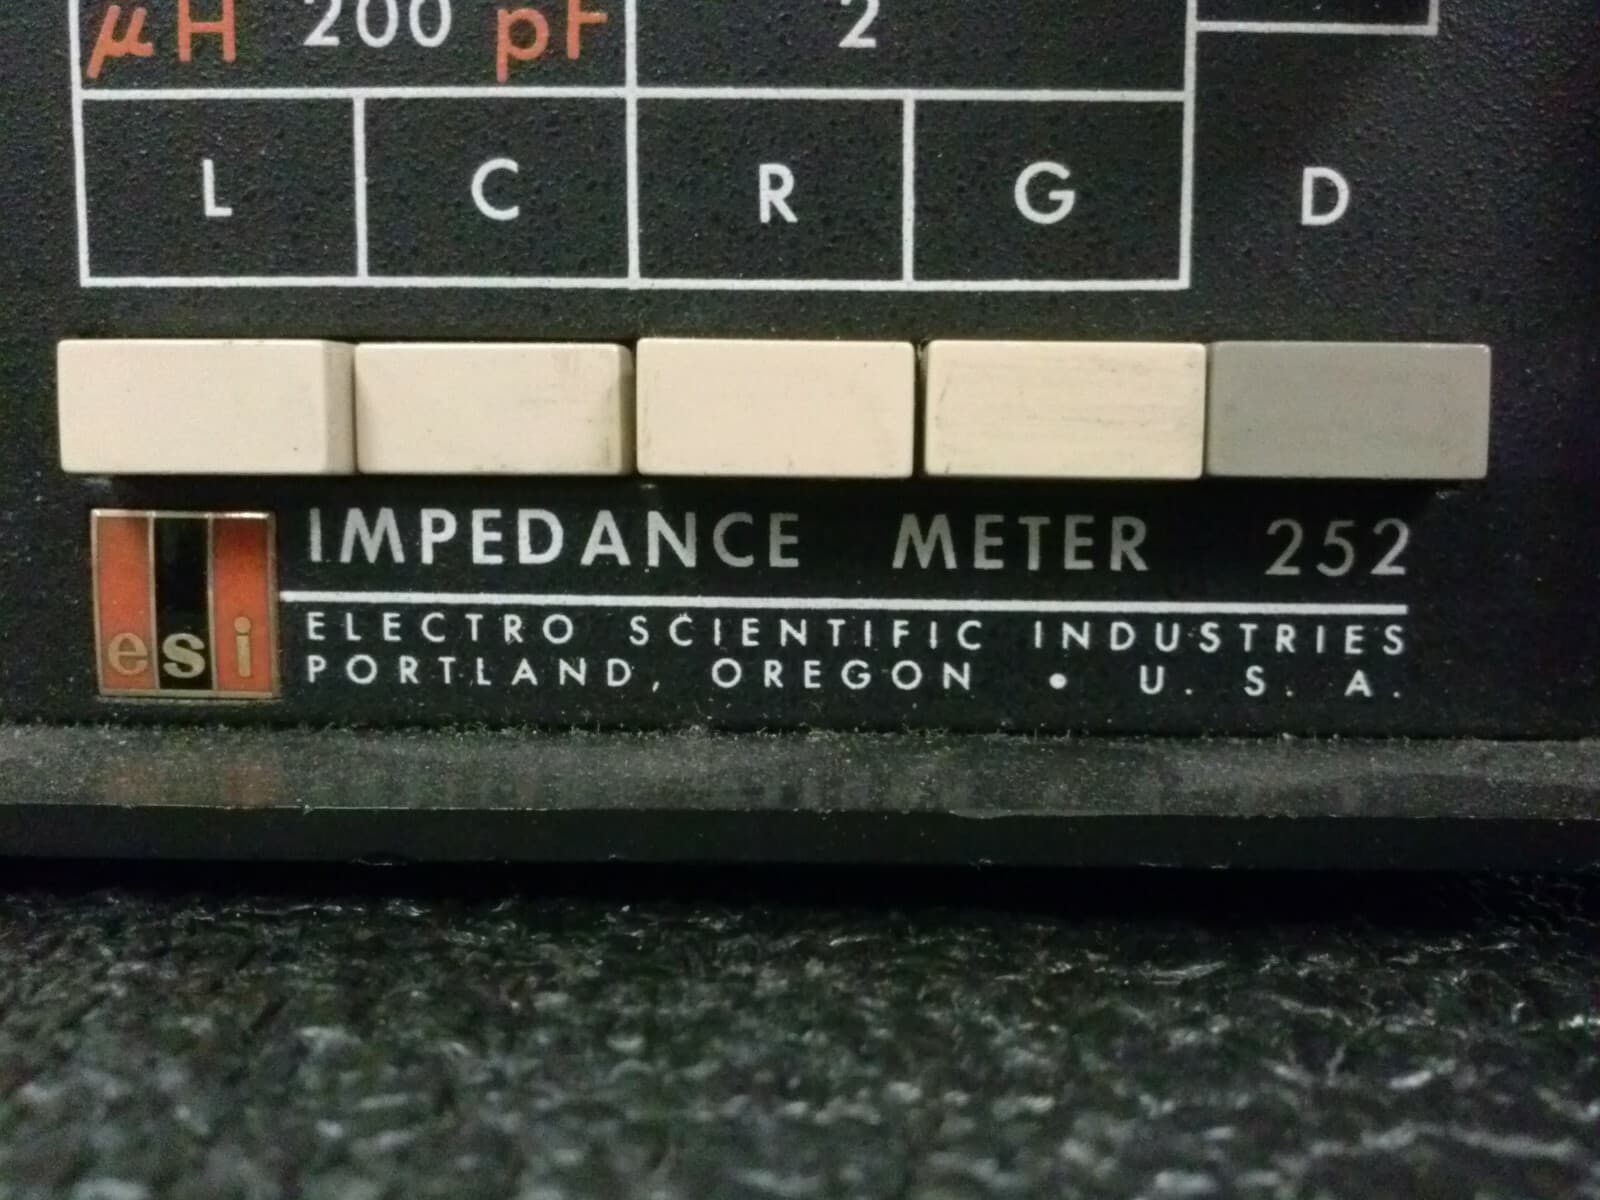 μH 200 pF 2
L C R G D
IMPEDANCE METER 252
esi
ELECTRO SCIENTIFIC INDUSTRIES
PORTLAND, OREGON • U. S. A.